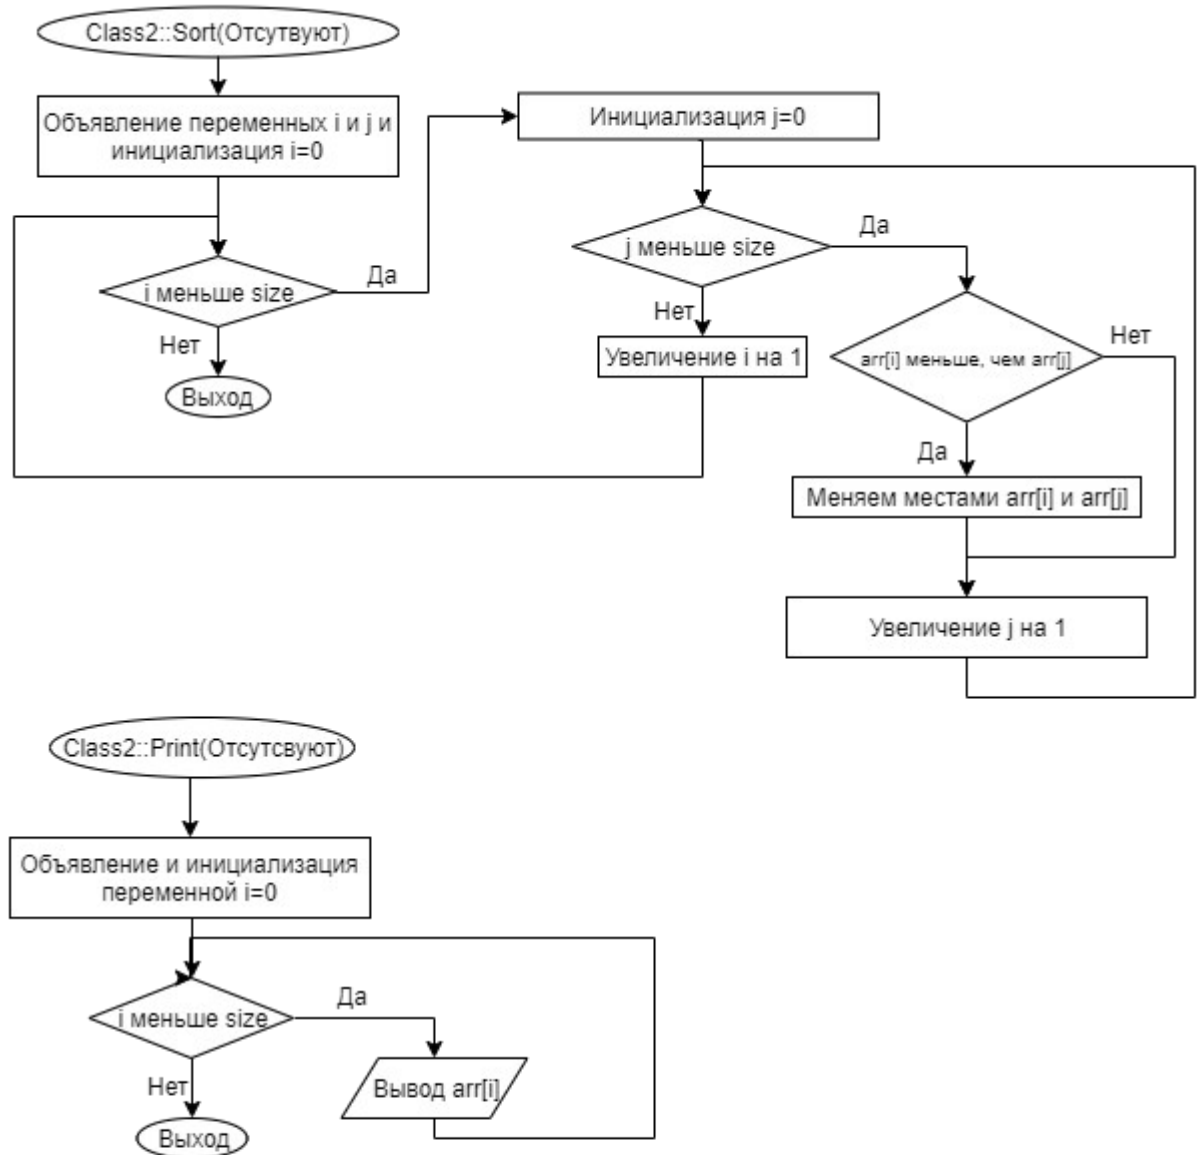 Class2::Sort(Отсутвуют)
Объявление переменных i и j и
инициализация i=0
i меньше size
Да
Нет
Выход
Инициализация j=0
j меньше size
Да
Нет
Увеличение i на 1
arr[i] меньше, чем arr[j]
Нет
Да
Меняем местами arr[i] и arr[j]
Увеличение j на 1
Class2::Print(Отсутсвуют)
Объявление и инициализация
переменной i=0
i меньше size
Да
Нет
Вывод arr[i]
Выход